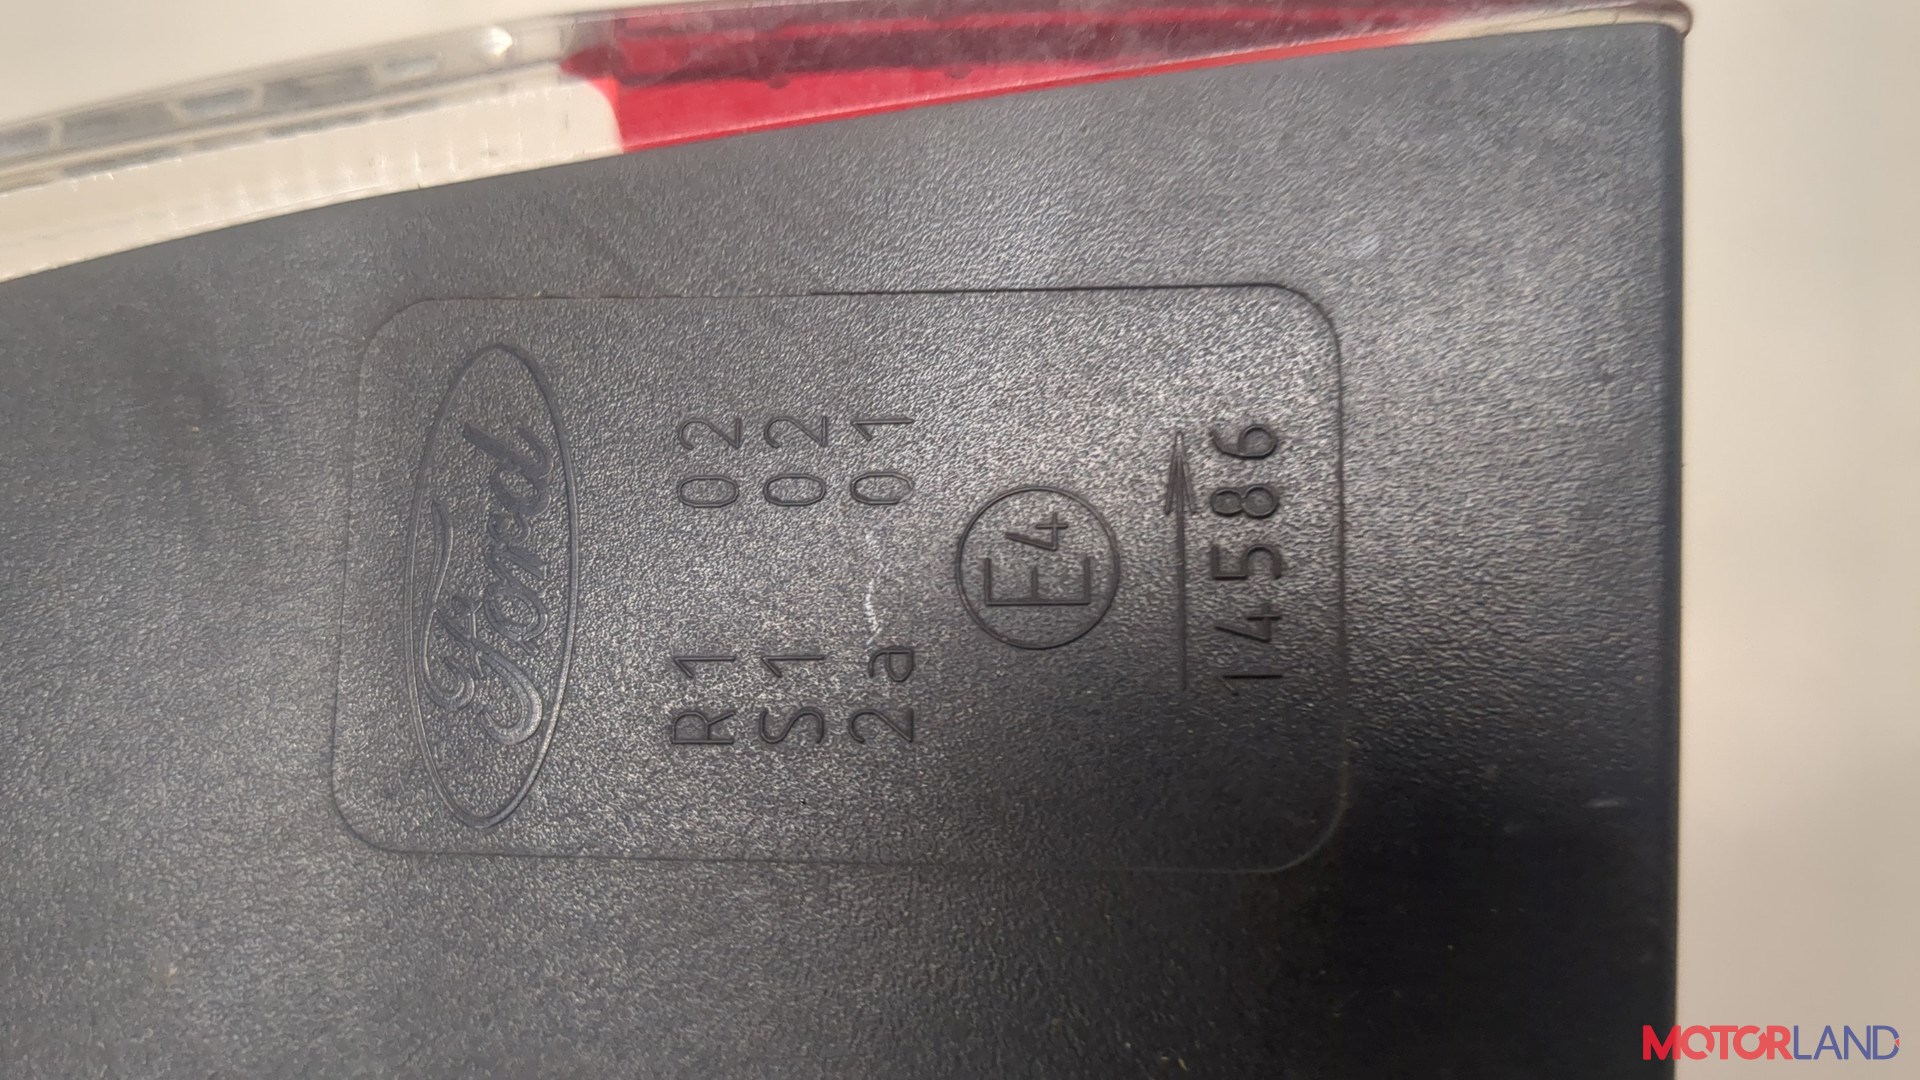 Ford
R1 02
S1 02
2a 01
E4
14586
MOTORLAND